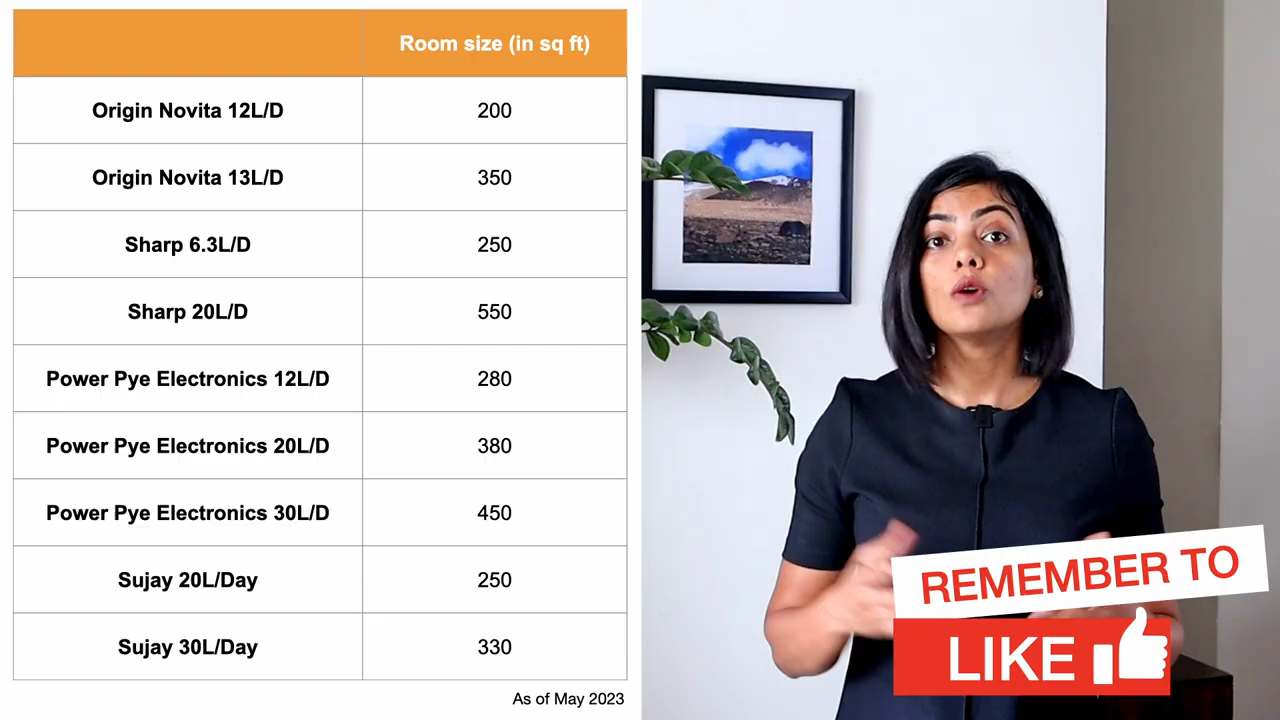 Room size (in sq ft)
Origin Novita 12L/D 200
Origin Novita 13L/D 350
Sharp 6.3L/D 250
Sharp 20L/D 550
Power Pye Electronics 12L/D 280
Power Pye Electronics 20L/D 380
Power Pye Electronics 30L/D 450
Sujay 20L/Day 250
Sujay 30L/Day 330
As of May 2023
REMEMBER TO
LIKE